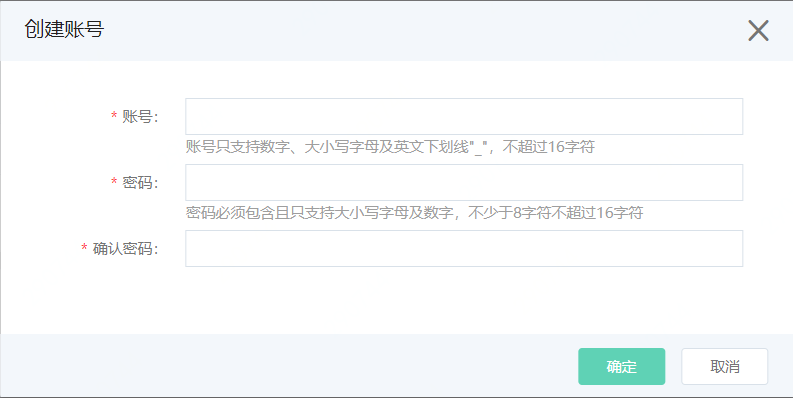 创建账号
* 账号：
账号只支持数字、大小写字母及英文下划线"_"，不超过16字符
* 密码：
密码必须包含且只支持大小写字母及数字，不少于8字符不超过16字符
* 确认密码：
确定 取消